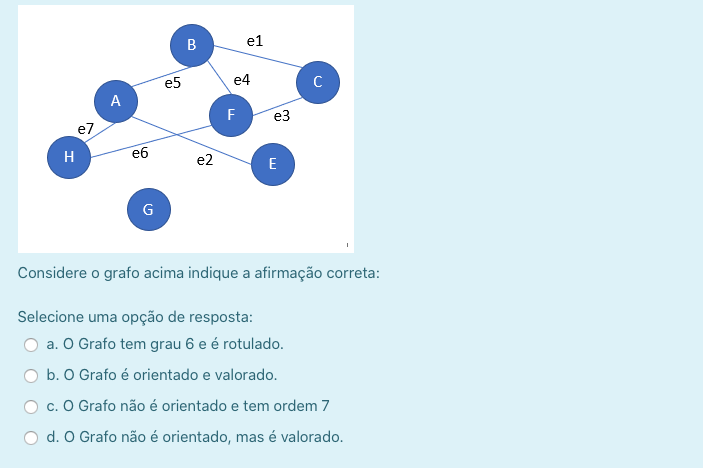 B
e1
C
e5
e4
A
F
e3
e7
H
e6
e2
E
G
Considere o grafo acima indique a afirmação correta:
Selecione uma opção de resposta:
a. O Grafo tem grau 6 e é rotulado.
b. O Grafo é orientado e valorado.
c. O Grafo não é orientado e tem ordem 7
d. O Grafo não é orientado, mas é valorado.